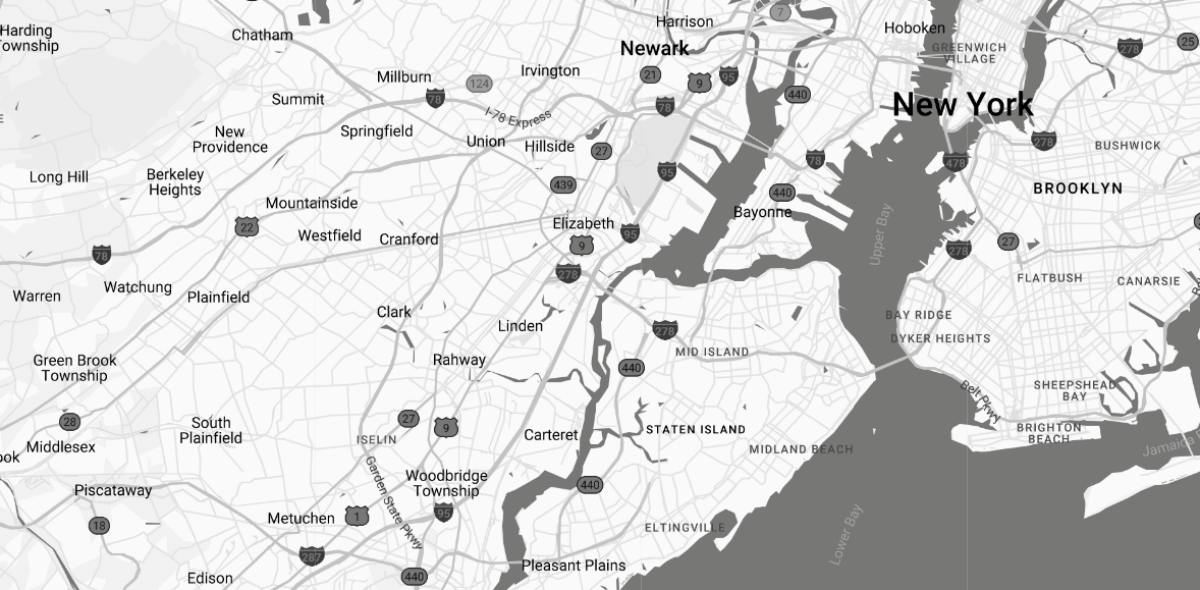 Harrison
7
Hoboken
Harding
Township
Chatham
Newark
GREENWICH
VILLAGE
278
25
Millburn
124
Irvington
21
9
95
440
78
Summit
78
New York
I-78 Express
New
Providence
Springfield
Union
Hillside
27
78
478
278
BUSHWICK
Long Hill
Berkeley
Heights
439
95
440
BROOKLYN
Mountainside
Bayonne
22
Westfield
Cranford
Elizabeth
9
95
Upper Bay
278
27
78
278
FLATBUSH
CANARSIE
Warren
Watchung
Plainfield
Clark
Linden
278
BAY RIDGE
DYKER HEIGHTS
MID ISLAND
Green Brook
Township
Rahway
440
Belt Pkwy
SHEEPSHEAD
BAY
28
27
9
South
Plainfield
ISELIN
Carteret
STATEN ISLAND
BRIGHTON
BEACH
Middlesex
ook
MIDLAND BEACH
Jamaica
Garden State Pkwy
Woodbridge
Township
440
Piscataway
18
Metuchen
1
95
ELTINGVILLE
Lower Bay
287
Edison
440
Pleasant Plains